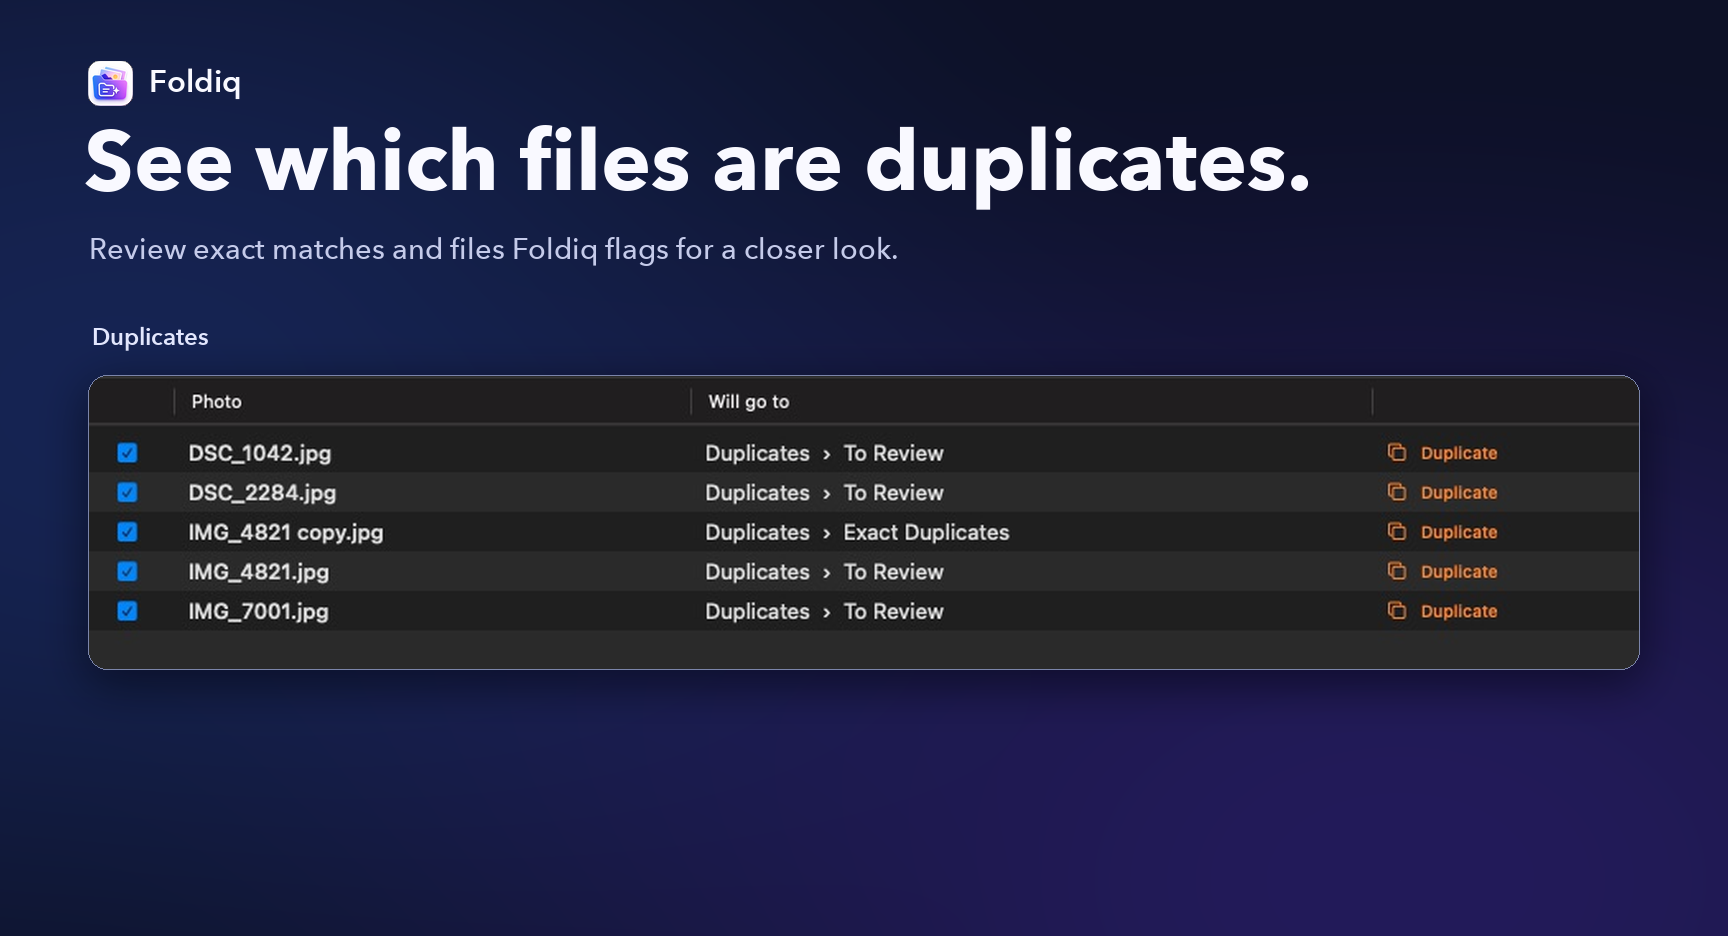 Foldiq
See which files are duplicates.
Review exact matches and files Foldiq flags for a closer look.
Duplicates
Photo Will go to
DSC_1042.jpg Duplicates › To Review Duplicate
DSC_2284.jpg Duplicates › To Review Duplicate
IMG_4821 copy.jpg Duplicates › Exact Duplicates Duplicate
IMG_4821.jpg Duplicates › To Review Duplicate
IMG_7001.jpg Duplicates › To Review Duplicate